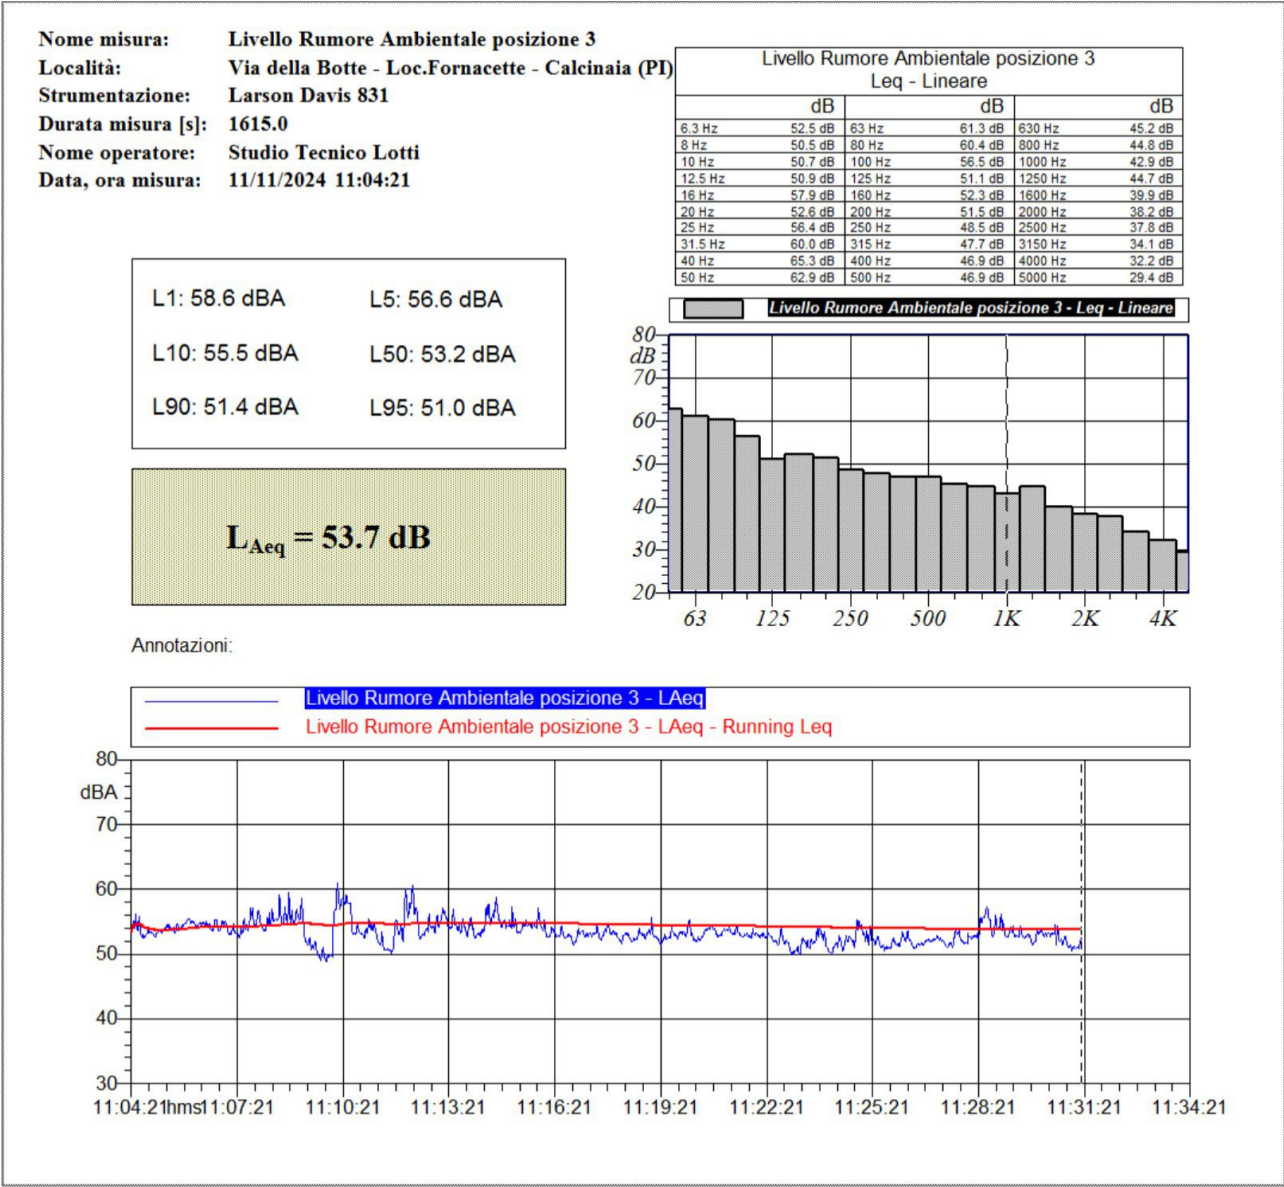 Nome misura: Livello Rumore Ambientale posizione 3
Località: Via della Botte - Loc.Fornacette - Calcinaia (PI)
Strumentazione: Larson Davis 831
Durata misura [s]: 1615.0
Nome operatore: Studio Tecnico Lotti
Data, ora misura: 11/11/2024 11:04:21
Livello Rumore Ambientale posizione 3
Leq - Lineare
dB dB dB
6.3 Hz 52.5 dB 63 Hz 61.3 dB 630 Hz 45.2 dB
8 Hz 50.5 dB 80 Hz 60.4 dB 800 Hz 44.8 dB
10 Hz 50.7 dB 100 Hz 56.5 dB 1000 Hz 42.9 dB
12.5 Hz 50.9 dB 125 Hz 51.1 dB 1250 Hz 44.7 dB
16 Hz 57.9 dB 160 Hz 52.3 dB 1600 Hz 39.9 dB
20 Hz 52.6 dB 200 Hz 51.5 dB 2000 Hz 38.2 dB
25 Hz 56.4 dB 250 Hz 48.5 dB 2500 Hz 37.8 dB
31.5 Hz 60.0 dB 315 Hz 47.7 dB 3150 Hz 34.1 dB
40 Hz 65.3 dB 400 Hz 46.9 dB 4000 Hz 32.2 dB
50 Hz 62.9 dB 500 Hz 46.9 dB 5000 Hz 29.4 dB
L1: 58.6 dBA L5: 56.6 dBA
L10: 55.5 dBA L50: 53.2 dBA
L90: 51.4 dBA L95: 51.0 dBA
LAeq = 53.7 dB
Livello Rumore Ambientale posizione 3 - Leq - Lineare
80
dB
70
60
50
40
30
20
63 125 250 500 1K 2K 4K
Annotazioni:
Livello Rumore Ambientale posizione 3 - LAeq
Livello Rumore Ambientale posizione 3 - LAeq - Running Leq
80
dBA
70
60
50
40
30
11:04:21hms11:07:21 11:10:21 11:13:21 11:16:21 11:19:21 11:22:21 11:25:21 11:28:21 11:31:21 11:34:21